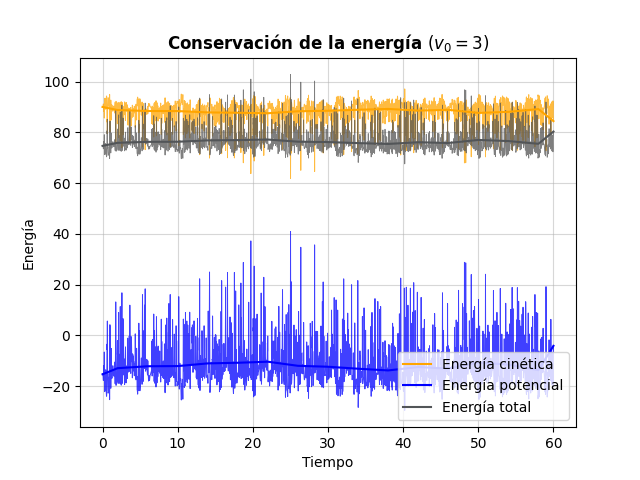 Conservación de la energía (v₀ = 3)
Energía
100
80
60
40
20
0
−20
0
10
20
30
40
50
60
Tiempo
Energía cinética
Energía potencial
Energía total